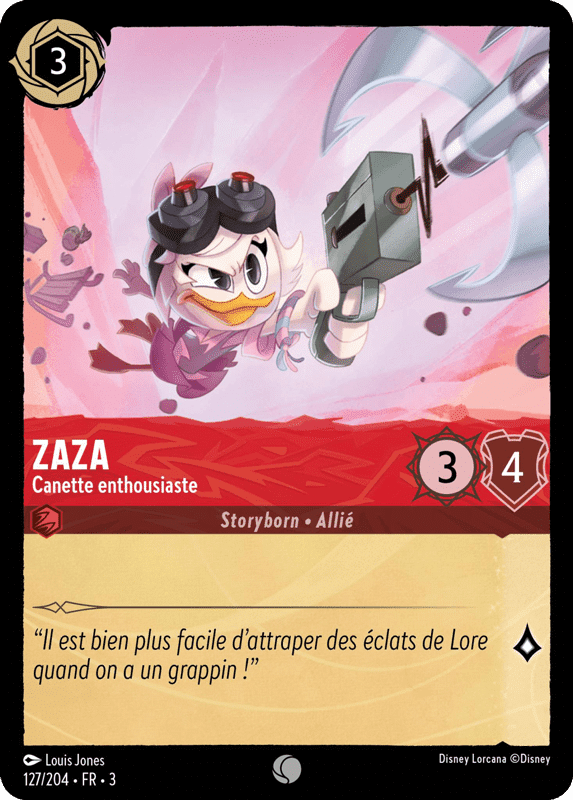 3
ZAZA
Canette enthousiaste
3
4
Storyborn • Allié
“Il est bien plus facile d’attraper des éclats de Lore
quand on a un grappin !”
Louis Jones
127/204 • FR • 3
Disney Lorcana ©Disney